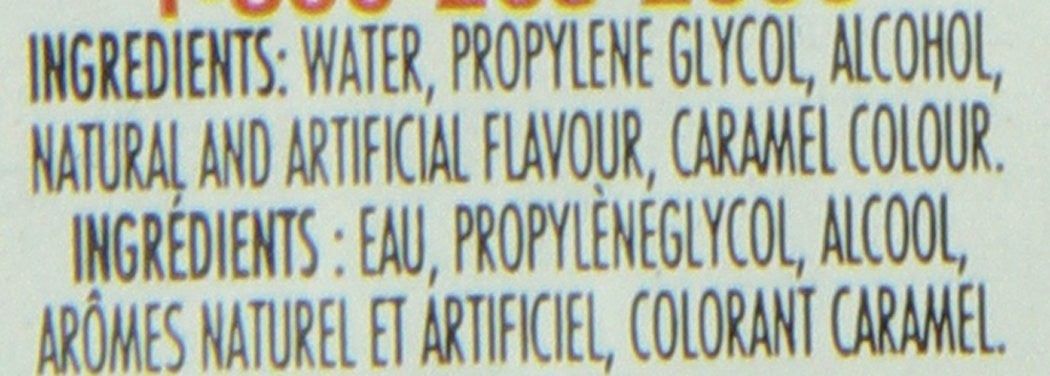 INGREDIENTS: WATER, PROPYLENE GLYCOL, ALCOHOL,
NATURAL AND ARTIFICIAL FLAVOUR, CARAMEL COLOUR.
INGRÉDIENTS : EAU, PROPYLÈNEGLYCOL, ALCOOL,
ARÔMES NATUREL ET ARTIFICIEL, COLORANT CARAMEL.